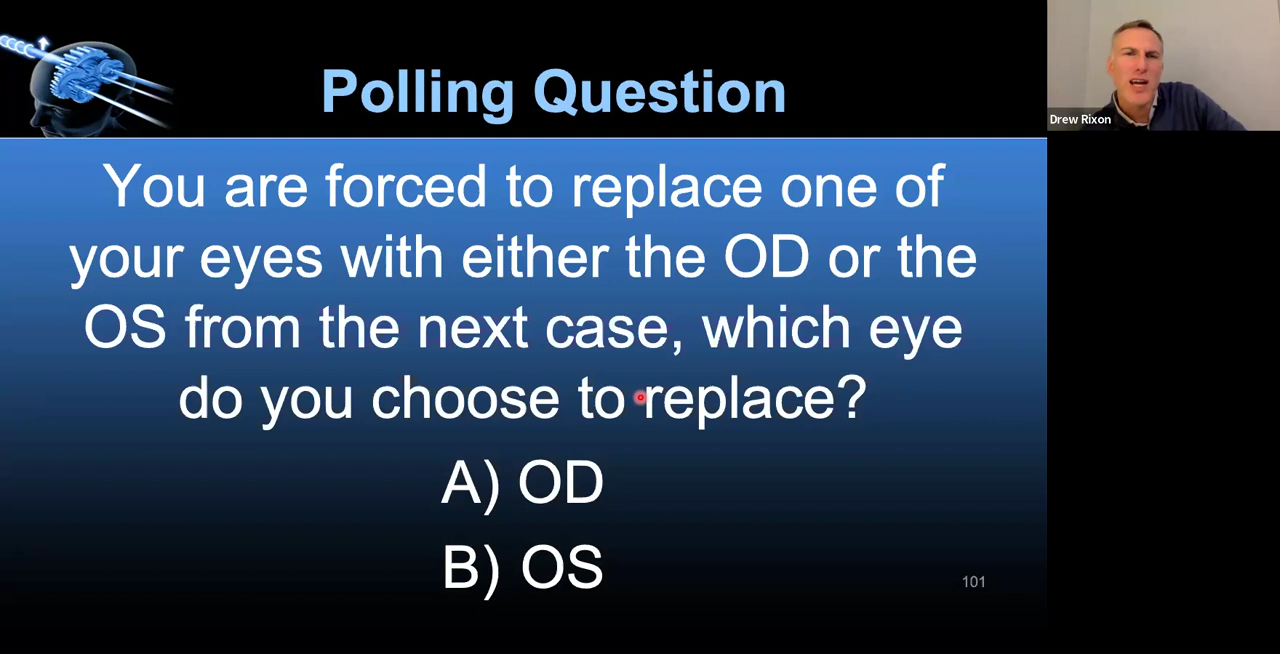 Polling Question
Drew Rixon
You are forced to replace one of
your eyes with either the OD or the
OS from the next case, which eye
do you choose to replace?
A) OD
B) OS
101